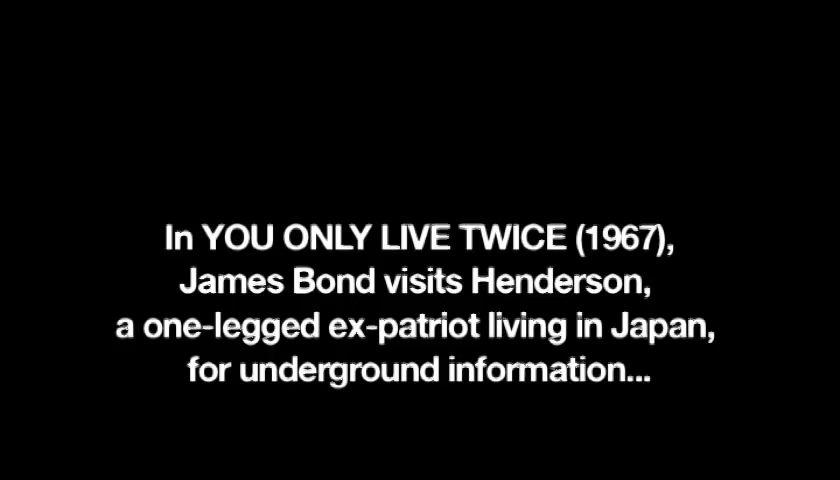 In YOU ONLY LIVE TWICE (1967),
James Bond visits Henderson,
a one-legged ex-patriot living in Japan,
for underground information...